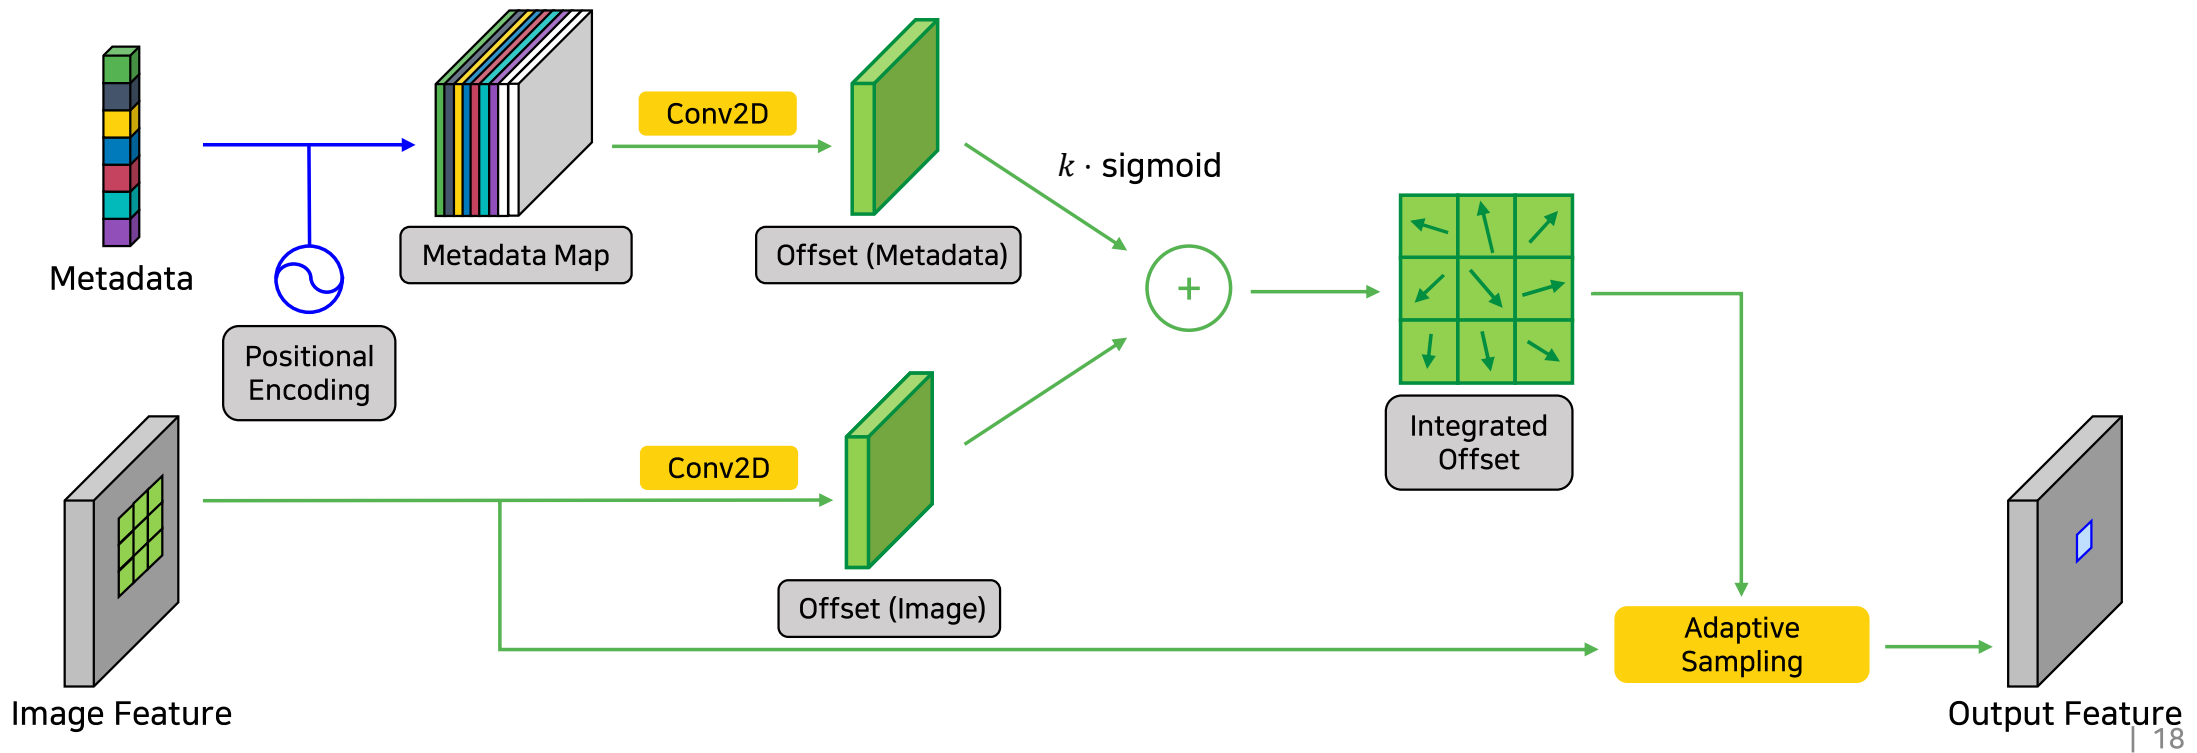 Metadata
Positional
Encoding
Metadata Map
Conv2D
Offset (Metadata)
k · sigmoid
+
Image Feature
Conv2D
Offset (Image)
Integrated
Offset
Adaptive
Sampling
Output Feature
| 18